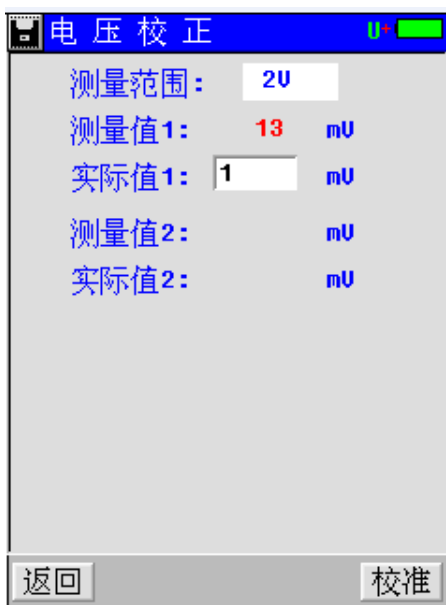 电压校正 U+
测量范围: 2V
测量值1: 13 mV
实际值1: 1 mV
测量值2: mV
实际值2: mV
返回 校准